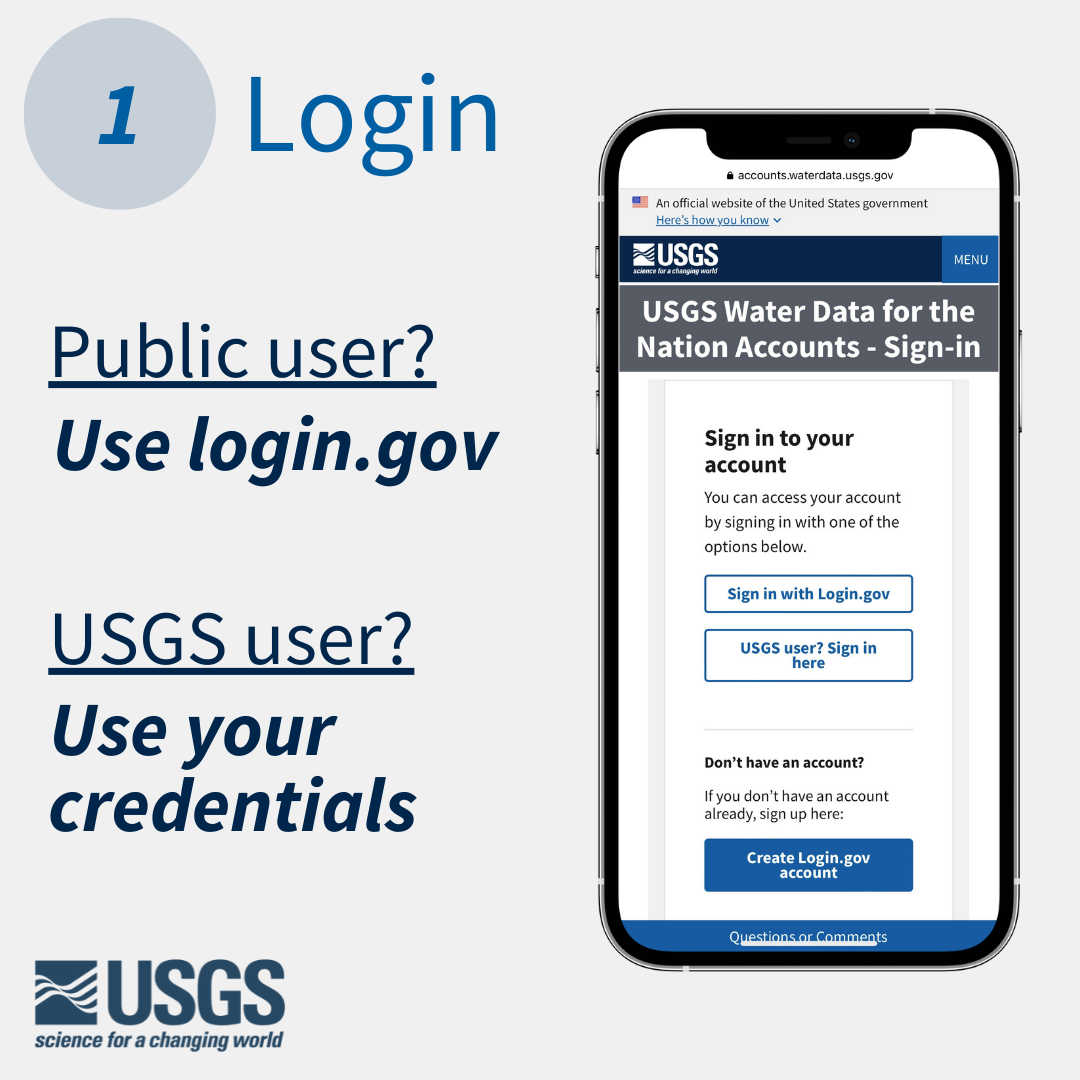 1 Login
Public user?
Use login.gov
USGS user?
Use your
credentials
USGS
science for a changing world
accounts.waterdata.usgs.gov
An official website of the United States government
Here's how you know
USGS
science for a changing world
MENU
USGS Water Data for the
Nation Accounts - Sign-in
Sign in to your
account
You can access your account
by signing in with one of the
options below.
Sign in with Login.gov
USGS user? Sign in
here
Don't have an account?
If you don't have an account
already, sign up here:
Create Login.gov
account
Questions or Comments